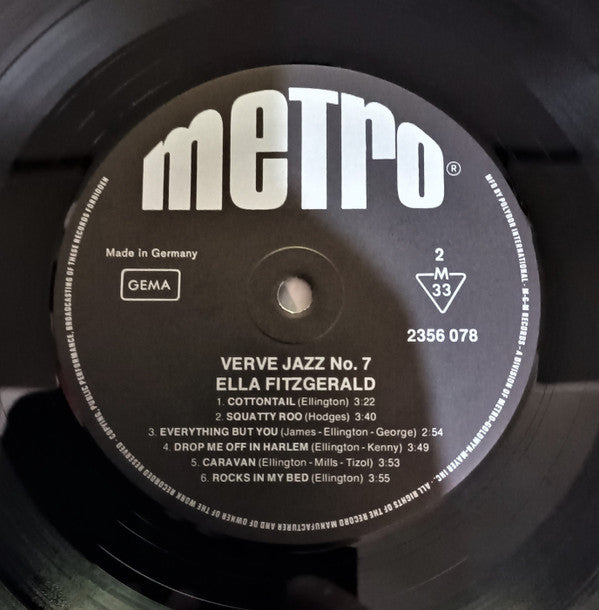 metro®
Made in Germany
GEMA
2
M
33
2356 078
VERVE JAZZ No. 7
ELLA FITZGERALD
1. COTTONTAIL (Ellington) 3:22
2. SQUATTY ROO (Hodges) 3:40
3. EVERYTHING BUT YOU (James - Ellington - George) 2:54
4. DROP ME OFF IN HARLEM (Ellington - Kenny) 3:49
5. CARAVAN (Ellington - Mills - Tizol) 3:53
6. ROCKS IN MY BED (Ellington) 3:55
MFD BY POLYDOR INTERNATIONAL - M-G-M RECORDS - A DIVISION OF METRO-GOLDWYN-MAYER INC. - ALL RIGHTS OF THE RECORD MANUFACTURER AND OF OWNER OF THE WORK RECORDED RESERVED - COPYING, PUBLIC PERFORMANCE, BROADCASTING OF THESE RECORDS FORBIDDEN